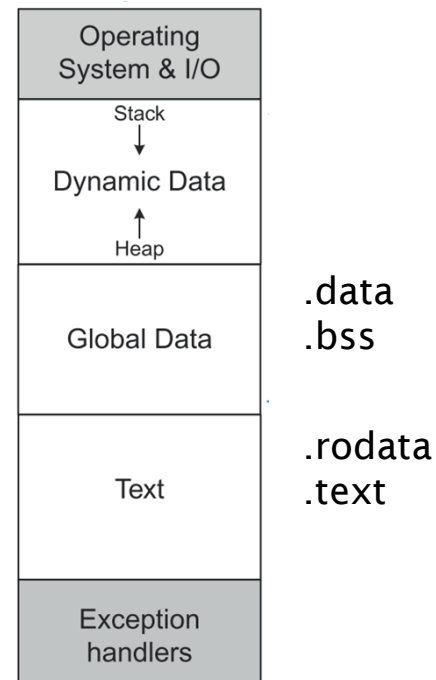 Operating
System & I/O
Stack
Dynamic Data
Heap
Global Data
.data
.bss
Text
.rodata
.text
Exception
handlers